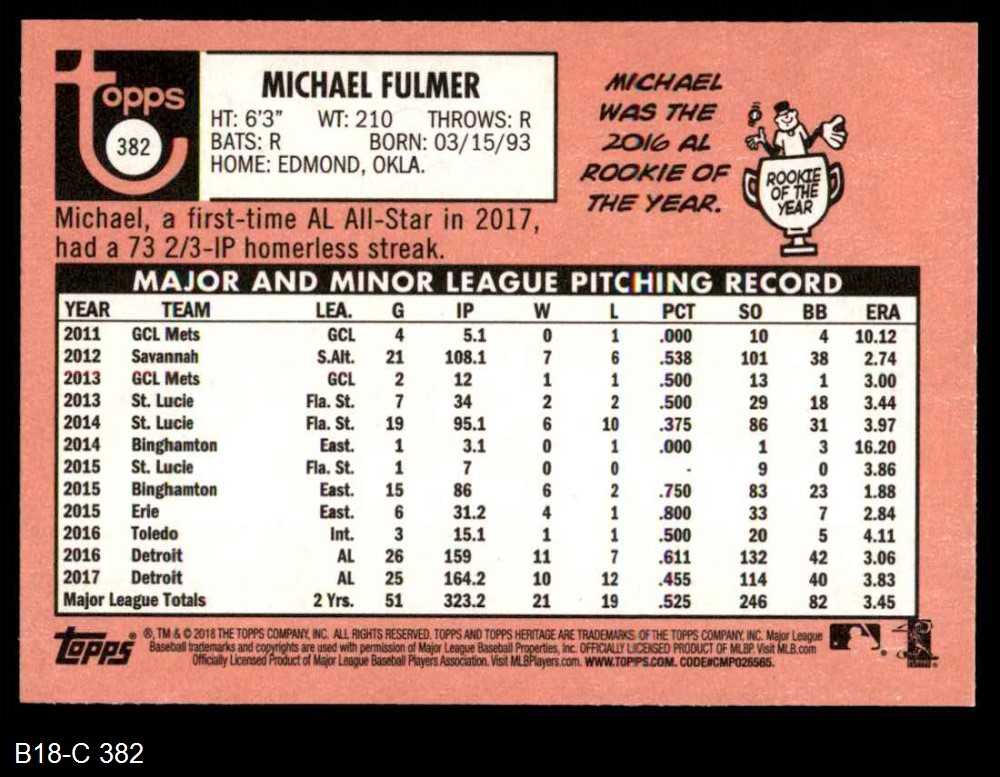 Topps
382
MICHAEL FULMER
HT: 6'3" WT: 210 THROWS: R
BATS: R BORN: 03/15/93
HOME: EDMOND, OKLA.
MICHAEL
WAS THE
2016 AL
ROOKIE OF
THE YEAR.
ROOKIE
OF THE
YEAR
Michael, a first-time AL All-Star in 2017,
had a 73 2/3-IP homerless streak.
MAJOR AND MINOR LEAGUE PITCHING RECORD
YEAR TEAM LEA. G IP W L PCT SO BB ERA
2011 GCL Mets GCL 4 5.1 0 1 .000 10 4 10.12
2012 Savannah S.Alt. 21 108.1 7 6 .538 101 38 2.74
2013 GCL Mets GCL 2 12 1 1 .500 13 1 3.00
2013 St. Lucie Fla. St. 7 34 2 2 .500 29 18 3.44
2014 St. Lucie Fla. St. 19 95.1 6 10 .375 86 31 3.97
2014 Binghamton East. 1 3.1 0 1 .000 1 3 16.20
2015 St. Lucie Fla. St. 1 7 0 0 - 9 0 3.86
2015 Binghamton East. 15 86 6 2 .750 83 23 1.88
2015 Erie East. 6 31.2 4 1 .800 33 7 2.84
2016 Toledo Int. 3 15.1 1 1 .500 20 5 4.11
2016 Detroit AL 26 159 11 7 .611 132 42 3.06
2017 Detroit AL 25 164.2 10 12 .455 114 40 3.83
Major League Totals 2 Yrs. 51 323.2 21 19 .525 246 82 3.45
Topps
®, TM & © 2018 THE TOPPS COMPANY, INC. ALL RIGHTS RESERVED. TOPPS AND TOPPS HERITAGE ARE TRADEMARKS OF THE TOPPS COMPANY, INC. Major League
Baseball trademarks and copyrights are used with permission of Major League Baseball Properties, Inc. OFFICIALLY LICENSED PRODUCT OF MLBP. Visit MLB.com
Officially Licensed Product of Major League Baseball Players Association. Visit MLBPlayers.com. WWW.TOPPS.COM. CODE#CMP026565.
B18-C 382